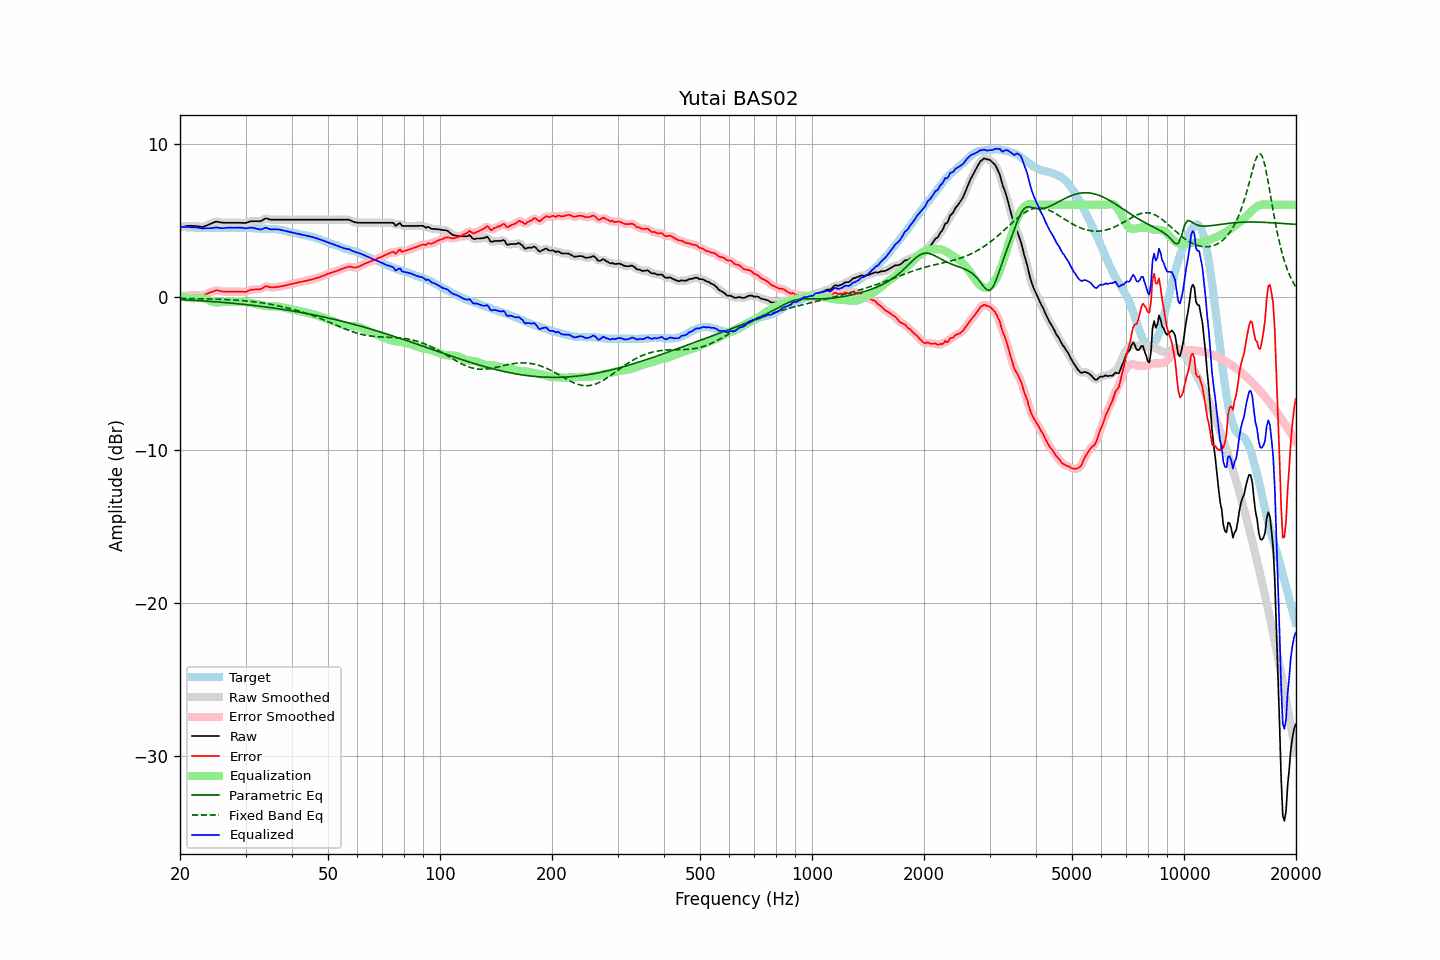 Yutai BAS02
10
0
−10
−20
−30
Amplitude (dBr)
Target
Raw Smoothed
Error Smoothed
Raw
Error
Equalization
Parametric Eq
Fixed Band Eq
Equalized
20 50 100 200 500 1000 2000 5000 10000 20000
Frequency (Hz)